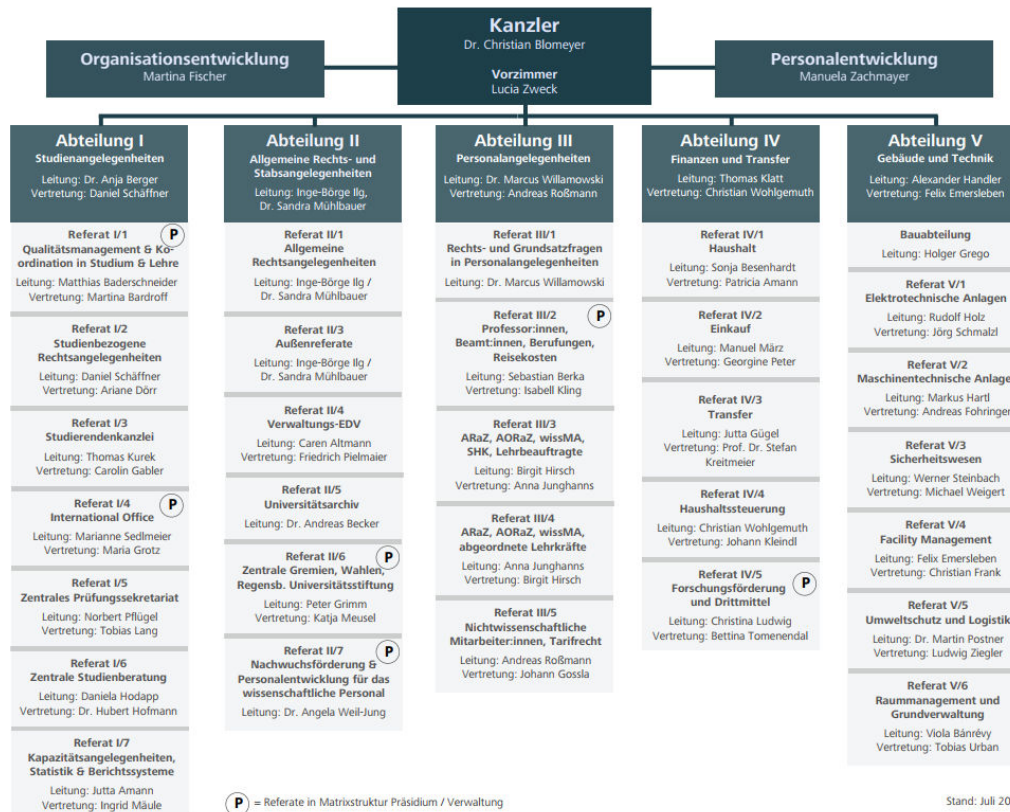 Kanzler
Dr. Christian Blomeyer
Vorzimmer
Lucia Zweck
Organisationsentwicklung
Martina Fischer
Personalentwicklung
Manuela Zachmayer
Abteilung I
Studienangelegenheiten
Leitung: Dr. Anja Berger
Vertretung: Daniel Schäffner
Referat I/1
P
Qualitätsmanagement & Ko-
ordination in Studium & Lehre
Leitung: Matthias Baderschneider
Vertretung: Martina Bardroff
Referat I/2
Studienbezogene
Rechtsangelegenheiten
Leitung: Daniel Schäffner
Vertretung: Ariane Dörr
Referat I/3
Studierendenkanzlei
Leitung: Thomas Kurek
Vertretung: Carolin Gabler
Referat I/4
P
International Office
Leitung: Marianne Sedlmeier
Vertretung: Maria Grotz
Referat I/5
Zentrales Prüfungssekretariat
Leitung: Norbert Pflügel
Vertretung: Tobias Lang
Referat I/6
Zentrale Studienberatung
Leitung: Daniela Hodapp
Vertretung: Dr. Hubert Hofmann
Referat I/7
Kapazitätsangelegenheiten,
Statistik & Berichtssysteme
Leitung: Jutta Amann
Vertretung: Ingrid Mäule
Abteilung II
Allgemeine Rechts- und
Stabsangelegenheiten
Leitung: Inge-Börge Ilg,
Dr. Sandra Mühlbauer
Referat II/1
Allgemeine
Rechtsangelegenheiten
Leitung: Inge-Börge Ilg /
Dr. Sandra Mühlbauer
Referat II/3
Außenreferate
Leitung: Inge-Börge Ilg /
Dr. Sandra Mühlbauer
Referat II/4
Verwaltungs-EDV
Leitung: Caren Altmann
Vertretung: Friedrich Pielmaier
Referat II/5
Universitätsarchiv
Leitung: Dr. Andreas Becker
Referat II/6
P
Zentrale Gremien, Wahlen,
Regensb. Universitätsstiftung
Leitung: Peter Grimm
Vertretung: Katja Meusel
Referat II/7
P
Nachwuchsförderung &
Personalentwicklung für das
wissenschaftliche Personal
Leitung: Dr. Angela Weil-Jung
Abteilung III
Personalangelegenheiten
Leitung: Dr. Marcus Willamowski
Vertretung: Andreas Roßmann
Referat III/1
Rechts- und Grundsatzfragen
in Personalangelegenheiten
Leitung: Dr. Marcus Willamowski
Referat III/2
P
Professor:innen,
Beamt:innen, Berufungen,
Reisekosten
Leitung: Sebastian Berka
Vertretung: Isabell Kling
Referat III/3
ARaZ, AORaZ, wissMA,
SHK, Lehrbeauftragte
Leitung: Birgit Hirsch
Vertretung: Anna Junghanns
Referat III/4
ARaZ, AORaZ, wissMA,
abgeordnete Lehrkräfte
Leitung: Anna Junghanns
Vertretung: Birgit Hirsch
Referat III/5
Nichtwissenschaftliche
Mitarbeiter:innen, Tarifrecht
Leitung: Andreas Roßmann
Vertretung: Johann Gossla
Abteilung IV
Finanzen und Transfer
Leitung: Thomas Klatt
Vertretung: Christian Wohlgemuth
Referat IV/1
Haushalt
Leitung: Sonja Besenhardt
Vertretung: Patricia Amann
Referat IV/2
Einkauf
Leitung: Manuel März
Vertretung: Georgine Peter
Referat IV/3
Transfer
Leitung: Jutta Gügel
Vertretung: Prof. Dr. Stefan
Kreitmeier
Referat IV/4
Haushaltssteuerung
Leitung: Christian Wohlgemuth
Vertretung: Johann Kleindl
Referat IV/5
P
Forschungsförderung
und Drittmittel
Leitung: Christina Ludwig
Vertretung: Bettina Tomenendal
Abteilung V
Gebäude und Technik
Leitung: Alexander Handler
Vertretung: Felix Emersleben
Bauabteilung
Leitung: Holger Grego
Referat V/1
Elektrotechnische Anlagen
Leitung: Rudolf Holz
Vertretung: Jörg Schmalzl
Referat V/2
Maschinentechnische Anlage
Leitung: Markus Hartl
Vertretung: Andreas Fohringer
Referat V/3
Sicherheitswesen
Leitung: Werner Steinbach
Vertretung: Michael Weigert
Referat V/4
Facility Management
Leitung: Felix Emersleben
Vertretung: Christian Frank
Referat V/5
Umweltschutz und Logistik
Leitung: Dr. Martin Postner
Vertretung: Ludwig Ziegler
Referat V/6
Raummanagement und
Grundverwaltung
Leitung: Viola Bánrévy
Vertretung: Tobias Urban
P = Referate in Matrixstruktur Präsidium / Verwaltung
Stand: Juli 20